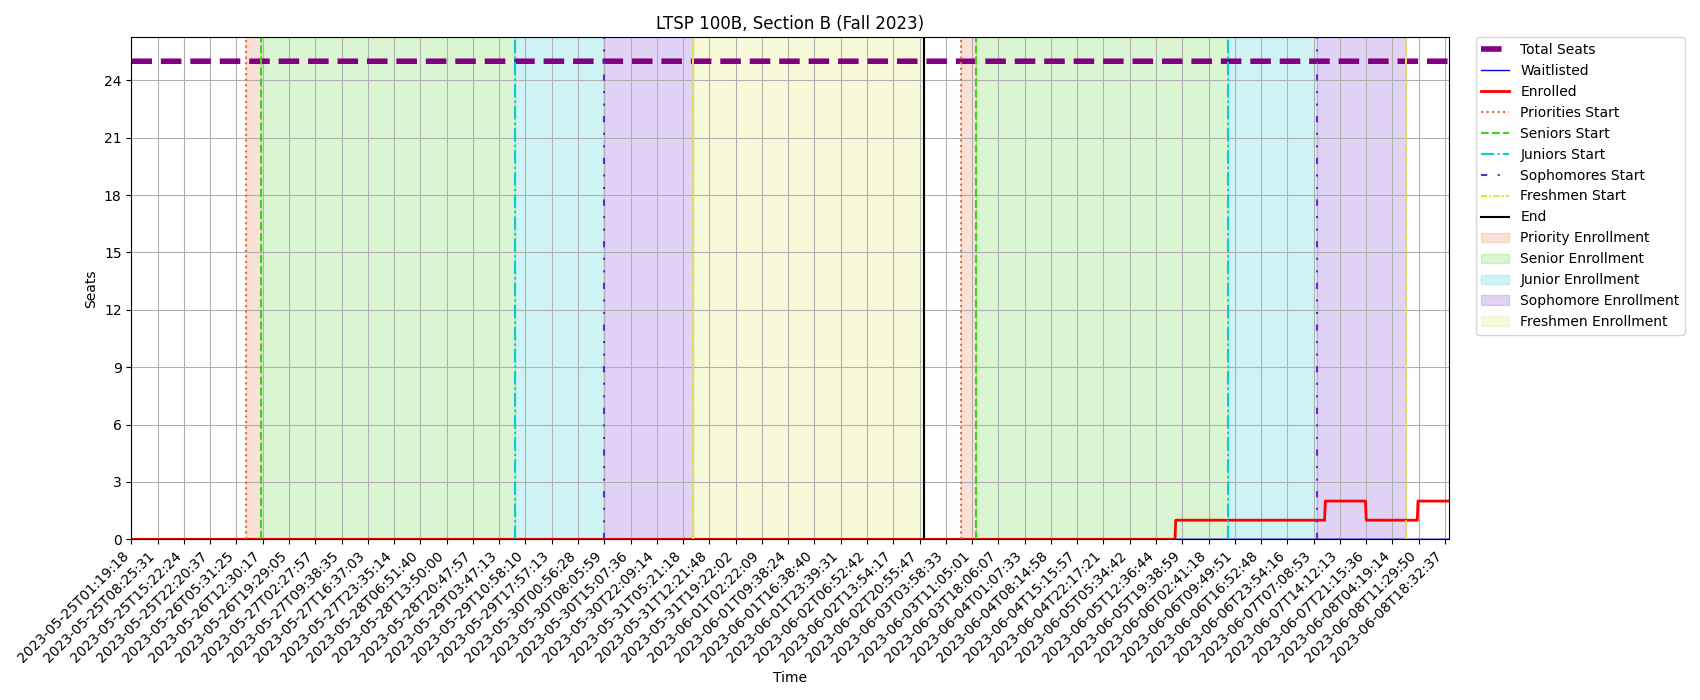 LTSP 100B, Section B (Fall 2023)
Seats
24
21
18
15
12
9
6
3
0
2023-05-25T01:19:18
2023-05-25T08:25:31
2023-05-25T15:22:24
2023-05-25T22:20:37
2023-05-26T05:31:25
2023-05-26T12:30:17
2023-05-26T19:29:05
2023-05-27T02:27:57
2023-05-27T09:38:35
2023-05-27T16:37:03
2023-05-27T23:35:14
2023-05-28T06:51:40
2023-05-28T13:50:00
2023-05-28T20:47:57
2023-05-29T03:47:13
2023-05-29T10:58:10
2023-05-29T17:57:13
2023-05-30T00:56:28
2023-05-30T08:05:59
2023-05-30T15:07:36
2023-05-30T22:09:14
2023-05-31T05:21:18
2023-05-31T12:21:48
2023-05-31T19:22:02
2023-06-01T02:22:09
2023-06-01T09:38:24
2023-06-01T16:38:40
2023-06-01T23:39:31
2023-06-02T06:52:42
2023-06-02T13:54:17
2023-06-02T20:55:47
2023-06-03T03:58:33
2023-06-03T11:05:01
2023-06-03T18:06:07
2023-06-04T01:07:33
2023-06-04T08:14:58
2023-06-04T15:15:57
2023-06-04T22:17:21
2023-06-05T05:34:42
2023-06-05T12:36:44
2023-06-05T19:38:59
2023-06-06T02:41:18
2023-06-06T09:49:51
2023-06-06T16:52:48
2023-06-06T23:54:16
2023-06-07T07:08:53
2023-06-07T14:12:13
2023-06-07T21:15:36
2023-06-08T04:19:14
2023-06-08T11:29:50
2023-06-08T18:32:37
Time
Total Seats
Waitlisted
Enrolled
Priorities Start
Seniors Start
Juniors Start
Sophomores Start
Freshmen Start
End
Priority Enrollment
Senior Enrollment
Junior Enrollment
Sophomore Enrollment
Freshmen Enrollment